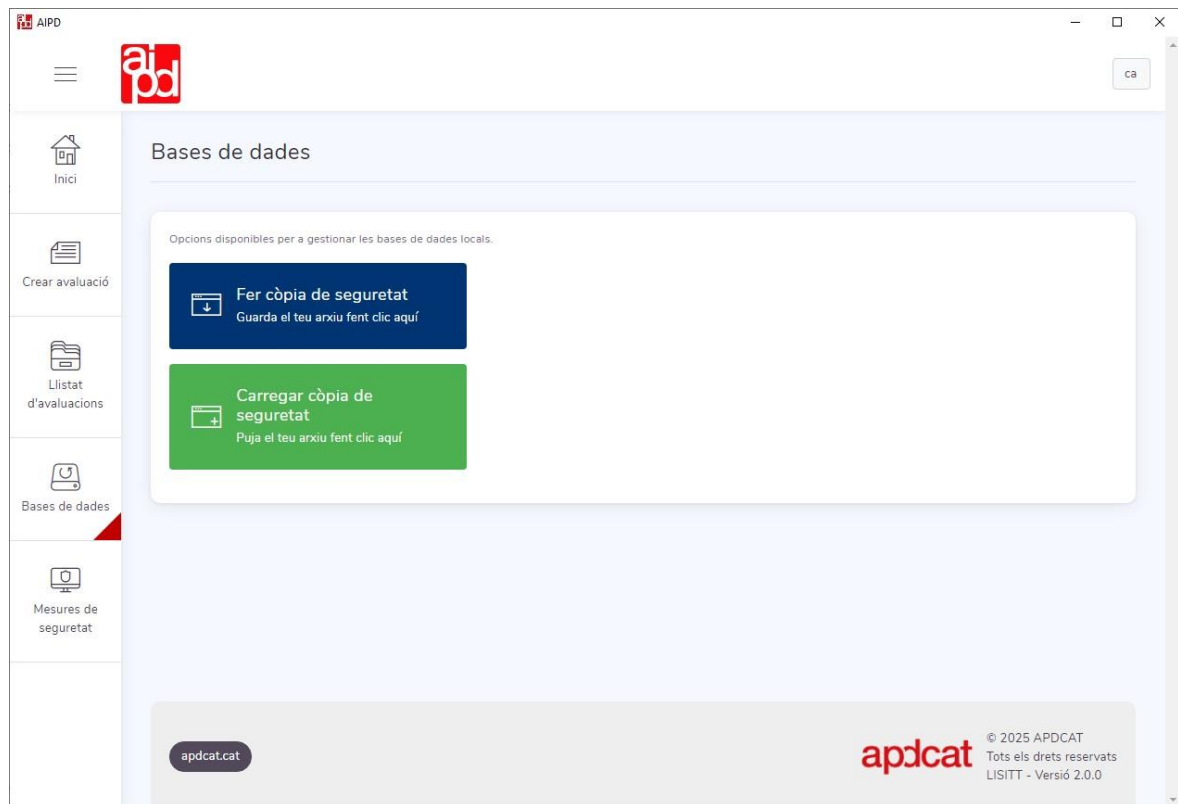 AIPD
aipd
ca
Inici
Crear avaluació
Llistat
d'avaluacions
Bases de dades
Mesures de
seguretat
Bases de dades
Opcions disponibles per a gestionar les bases de dades locals.
Fer còpia de seguretat
Guarda el teu arxiu fent clic aquí
Carregar còpia de
seguretat
Puja el teu arxiu fent clic aquí
apdcat.cat
apdcat
© 2025 APDCAT
Tots els drets reservats
LISITT - Versió 2.0.0